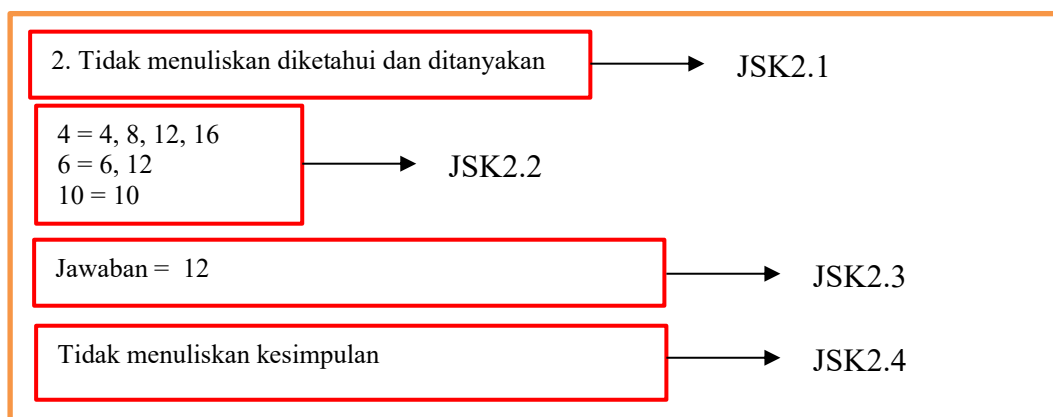 2. Tidak menuliskan diketahui dan ditanyakan
JSK2.1
4 = 4, 8, 12, 16
6 = 6, 12
10 = 10
JSK2.2
Jawaban = 12
JSK2.3
Tidak menuliskan kesimpulan
JSK2.4